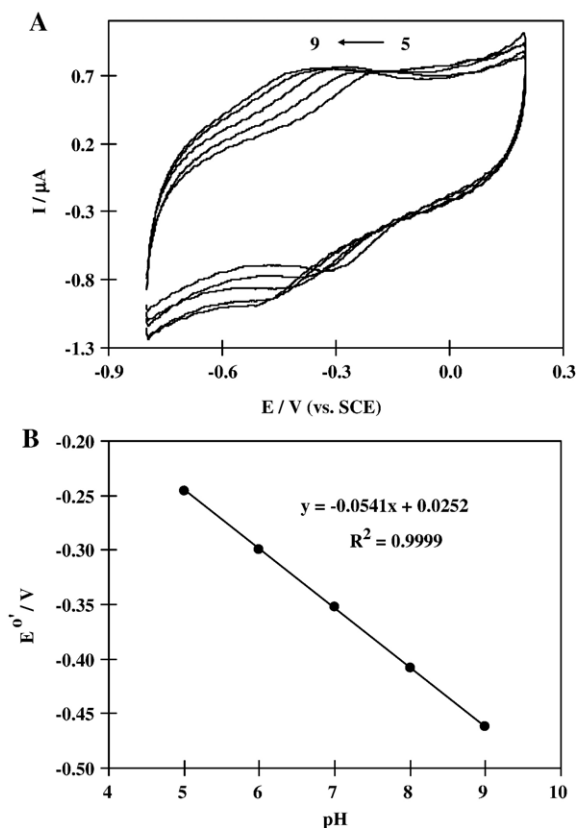 A
9 ← 5
0.7
0.2
-0.3
-0.8
-1.3
I / µA
-0.9 -0.6 -0.3 0.0 0.3
E / V (vs. SCE)
B
-0.20
-0.25
-0.30
-0.35
-0.40
-0.45
-0.50
E°' / V
y = -0.0541x + 0.0252
R² = 0.9999
4 5 6 7 8 9 10
pH